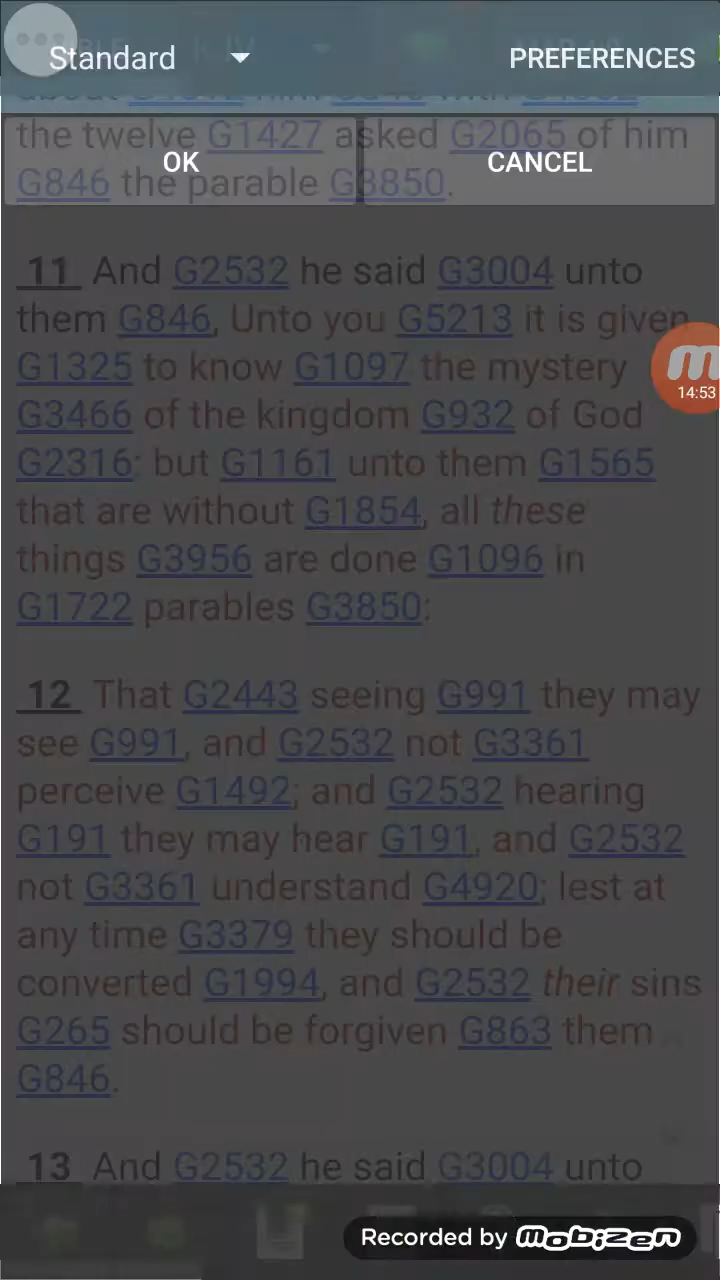 Standard
PREFERENCES
the twelve G1427 asked G2065 of him
OK
CANCEL
G846 the parable G3850.
11 And G2532 he said G3004 unto
them G846, Unto you G5213 it is given
G1325 to know G1097 the mystery
G3466 of the kingdom G932 of God
14:53
G2316: but G1161 unto them G1565
that are without G1854, all these
things G3956 are done G1096 in
G1722 parables G3850:
12 That G2443 seeing G991 they may
see G991, and G2532 not G3361
perceive G1492; and G2532 hearing
G191 they may hear G191, and G2532
not G3361 understand G4920; lest at
any time G3379 they should be
converted G1994, and G2532 their sins
G265 should be forgiven G863 them
G846.
13 And G2532 he said G3004 unto
Recorded by Mobizen